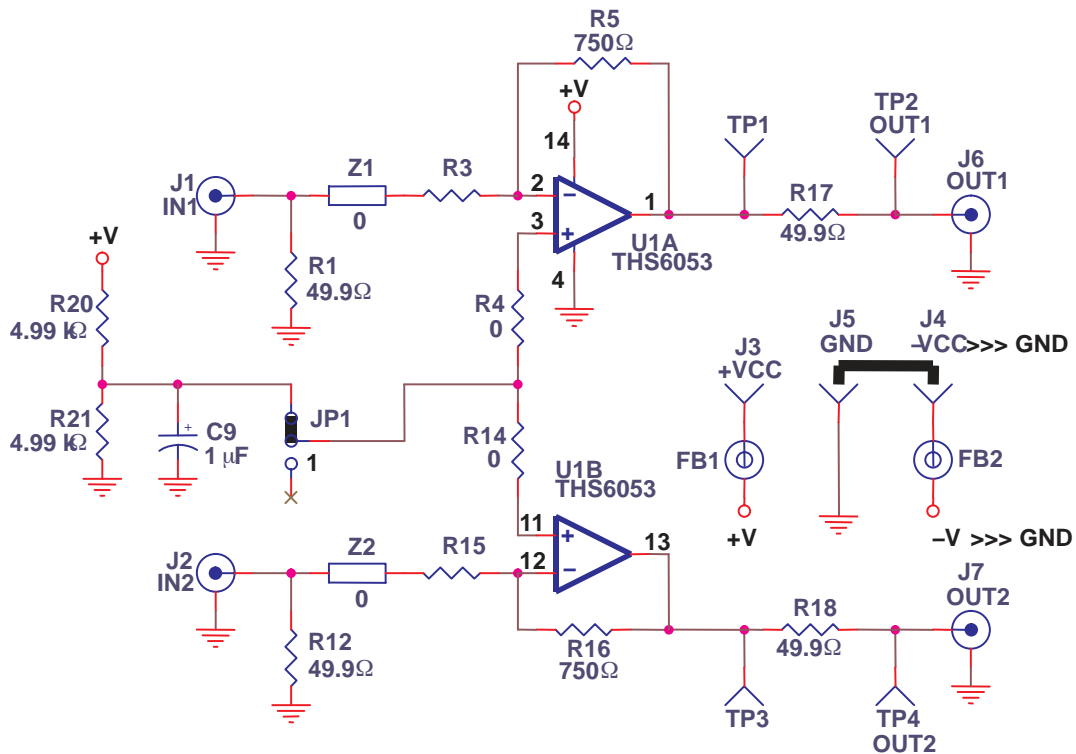 R5
750Ω
+V
14
TP1
TP2
OUT1
J6
OUT1
J1
IN1
Z1
0
R3
2
3
1
R17
49.9Ω
U1A
THS6053
4
+V
R1
49.9Ω
R20
4.99 kΩ
R4
0
J5
GND
J4
–VCC >>> GND
J3
+VCC
R21
4.99 kΩ
C9
+
1 µF
JP1
1
R14
0
U1B
THS6053
FB1
FB2
+V
–V >>> GND
11
12
13
J2
IN2
Z2
0
R15
J7
OUT2
R12
49.9Ω
R16
750Ω
R18
49.9Ω
TP3
TP4
OUT2